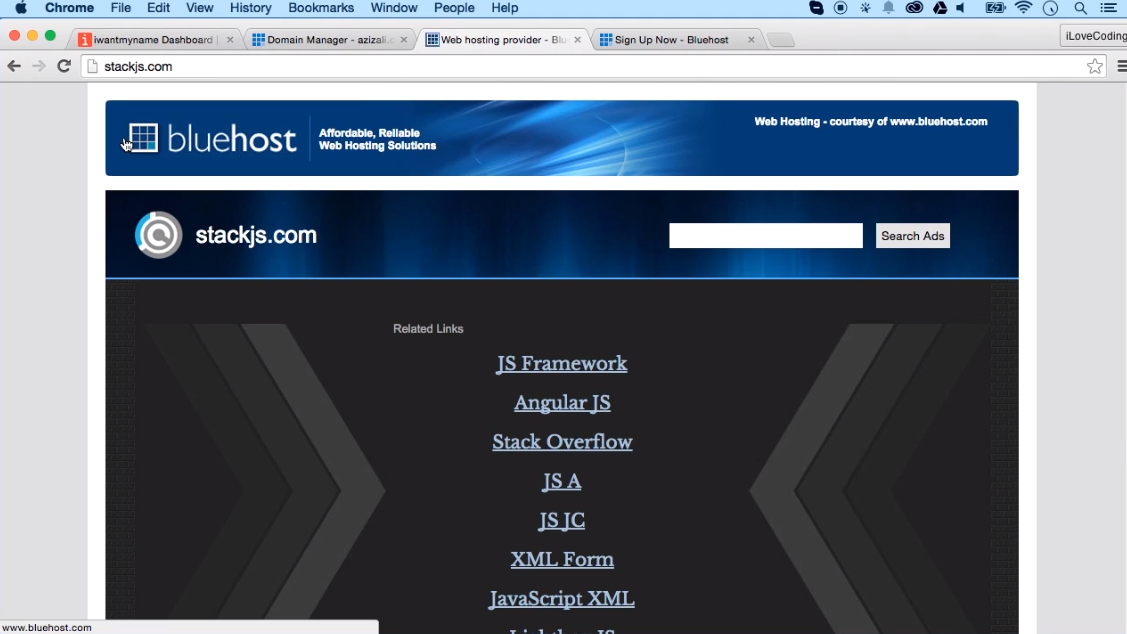 Chrome File Edit View History Bookmarks Window People Help
iwantmyname Dashboard
Domain Manager - azizali.c
Web hosting provider - Blu
Sign Up Now - Bluehost
iLoveCoding
stackjs.com
bluehost
Affordable, Reliable
Web Hosting Solutions
Web Hosting - courtesy of www.bluehost.com
stackjs.com
Search Ads
Related Links
JS Framework
Angular JS
Stack Overflow
JS A
JS JC
XML Form
JavaScript XML
www.bluehost.com